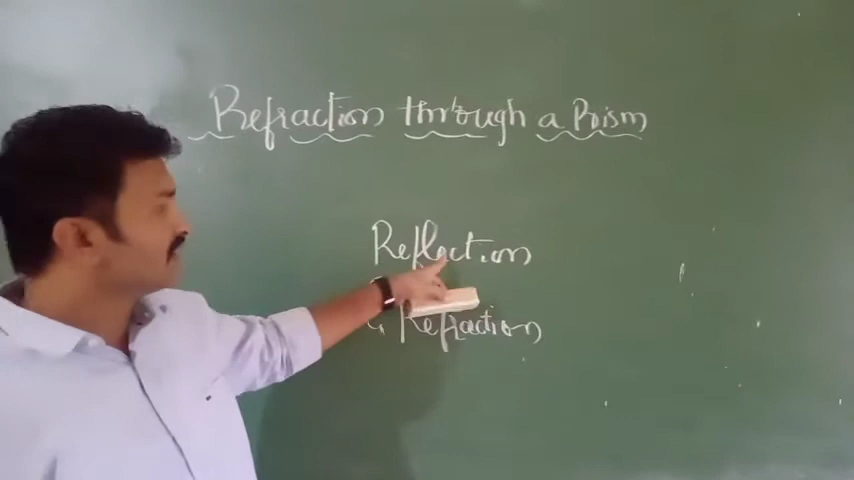 Refraction through a Prism
Reflection
Refraction